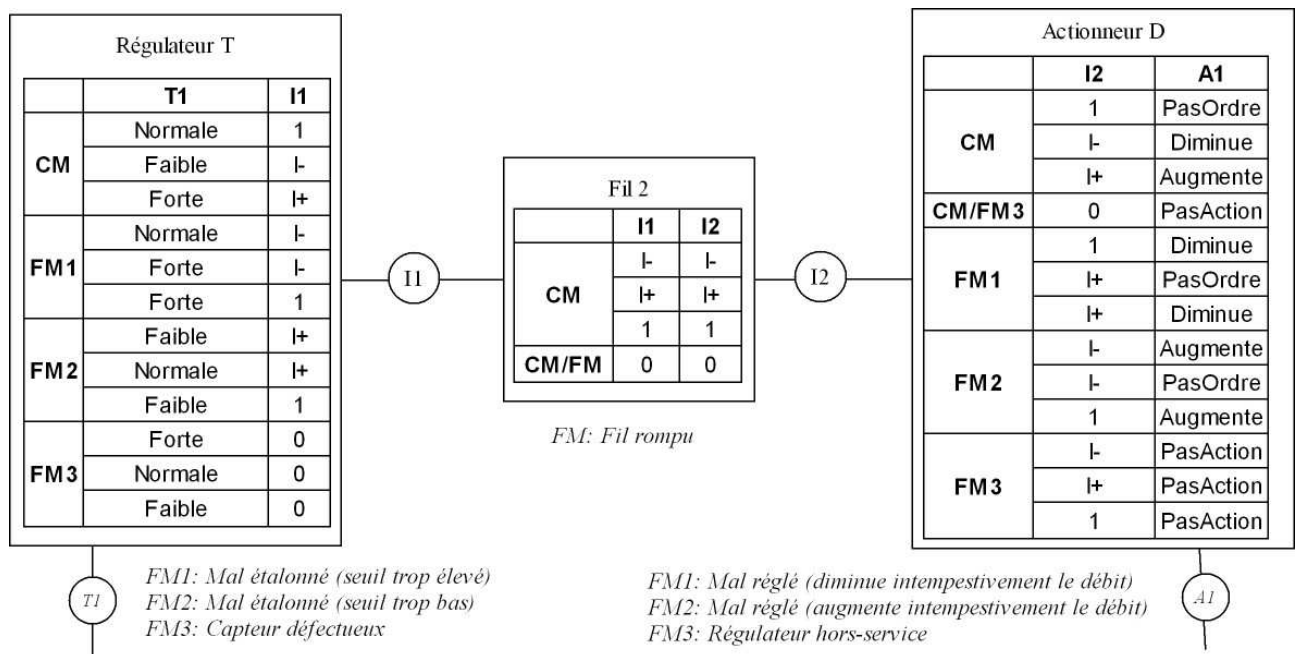 Régulateur T
T1 I1
CM Normale 1
Faible I-
Forte I+
FM1 Normale I-
Forte I-
Forte 1
FM2 Faible I+
Normale I+
Faible 1
FM3 Forte 0
Normale 0
Faible 0
T1
FM1: Mal étalonné (seuil trop élevé)
FM2: Mal étalonné (seuil trop bas)
FM3: Capteur défectueux
I1
Fil 2
I1 I2
CM I- I-
I+ I+
1 1
CM/FM 0 0
FM: Fil rompu
I2
Actionneur D
I2 A1
CM 1 PasOrdre
I- Diminue
I+ Augmente
CM/FM3 0 PasAction
FM1 1 Diminue
I+ PasOrdre
I+ Diminue
FM2 I- Augmente
I- PasOrdre
1 Augmente
FM3 I- PasAction
I+ PasAction
1 PasAction
FM1: Mal réglé (diminue intempestivement le débit)
FM2: Mal réglé (augmente intempestivement le débit)
FM3: Régulateur hors-service
A1